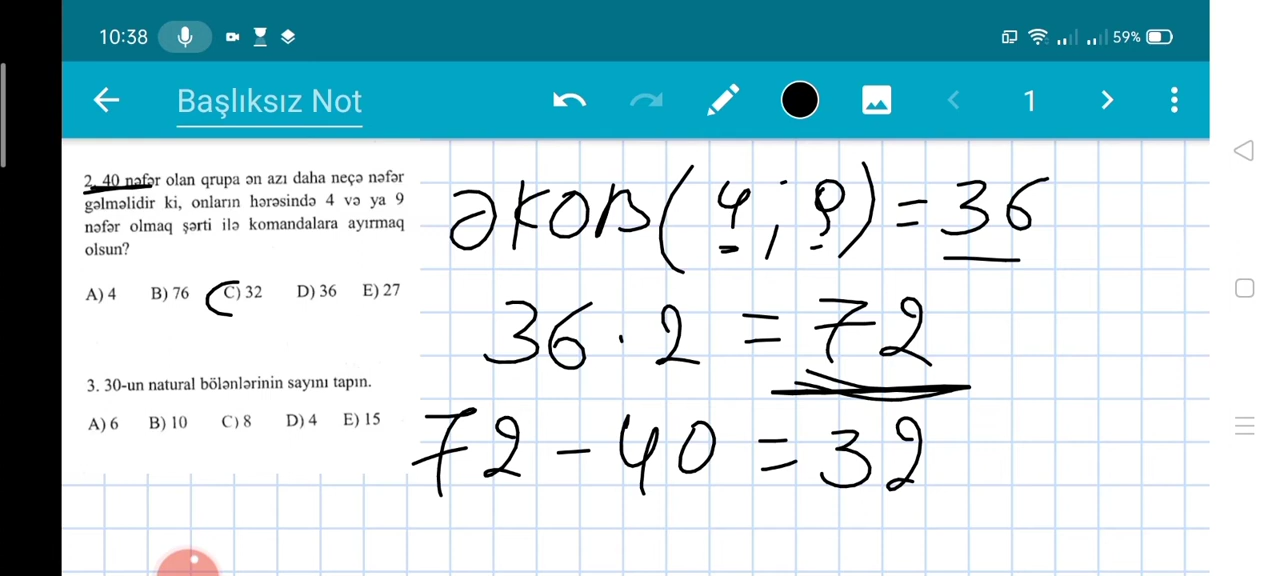 10:38
59%
Başlıksız Not
1
2. 40 nəfər olan qrupa ən azı daha neçə nəfər
gəlməlidir ki, onların hərəsində 4 və ya 9
nəfər olmaq şərti ilə komandalara ayırmaq
olsun?
A) 4 B) 76 C) 32 D) 36 E) 27
3. 30-un natural bölənlərinin sayını tapın.
A) 6 B) 10 C) 8 D) 4 E) 15
ƏKOB(4;9)=36
36·2=72
72-40=32